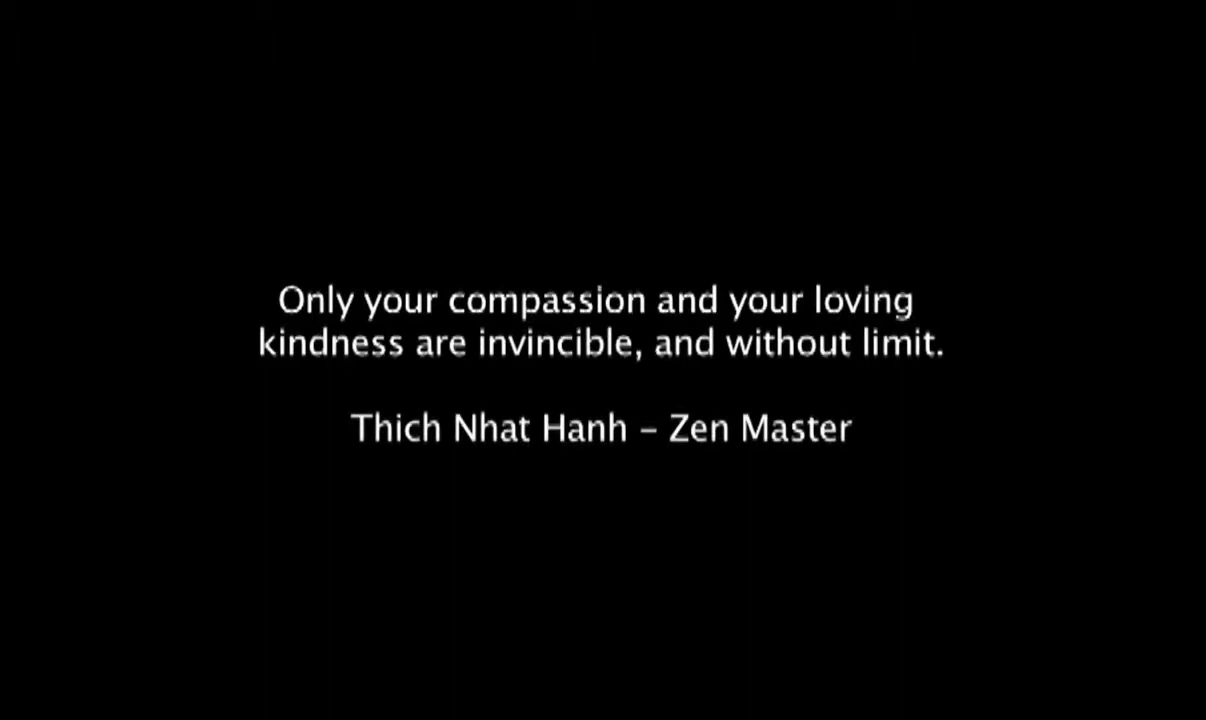 Only your compassion and your loving
kindness are invincible, and without limit.
Thich Nhat Hanh – Zen Master